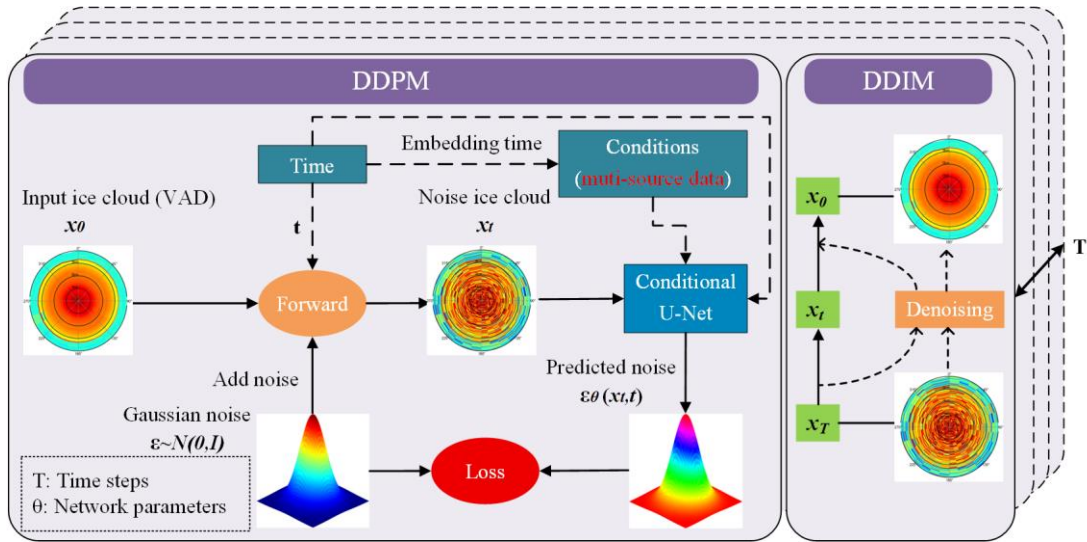 DDPM
DDIM
Time
Embedding time
Conditions
(muti-source data)
Input ice cloud (VAD)
x0
t
Noise ice cloud
xt
Forward
Conditional
U-Net
Add noise
Gaussian noise
ε~N(0,I)
Predicted noise
εθ (xt,t)
Loss
T: Time steps
θ: Network parameters
x0
xt
xT
Denoising
T